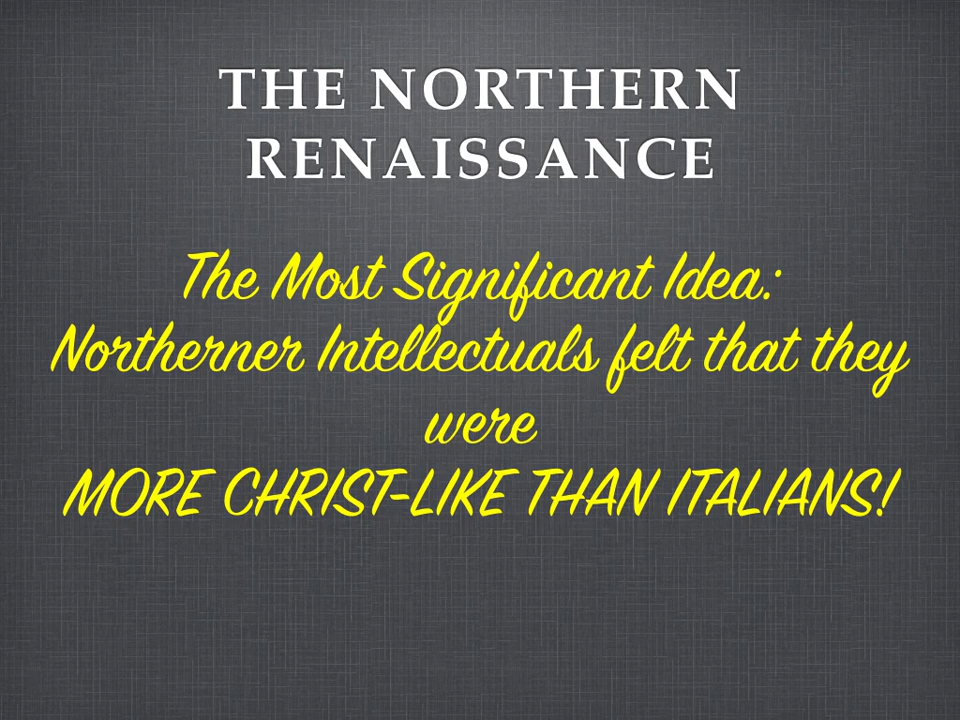 THE NORTHERN
RENAISSANCE
The Most Significant Idea:
Northerner Intellectuals felt that they
were
MORE CHRIST-LIKE THAN ITALIANS!